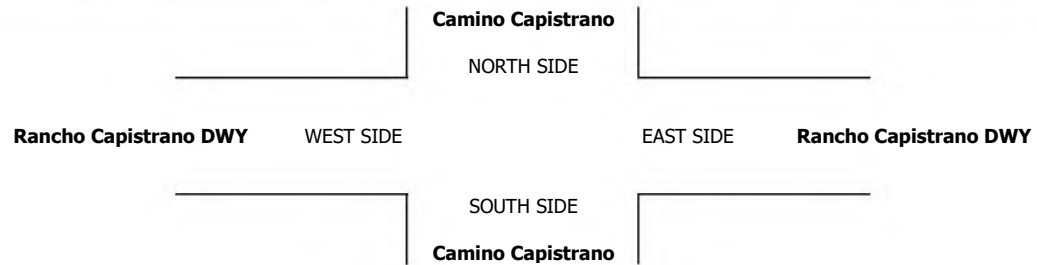 Camino Capistrano
NORTH SIDE
Rancho Capistrano DWY WEST SIDE EAST SIDE Rancho Capistrano DWY
SOUTH SIDE
Camino Capistrano